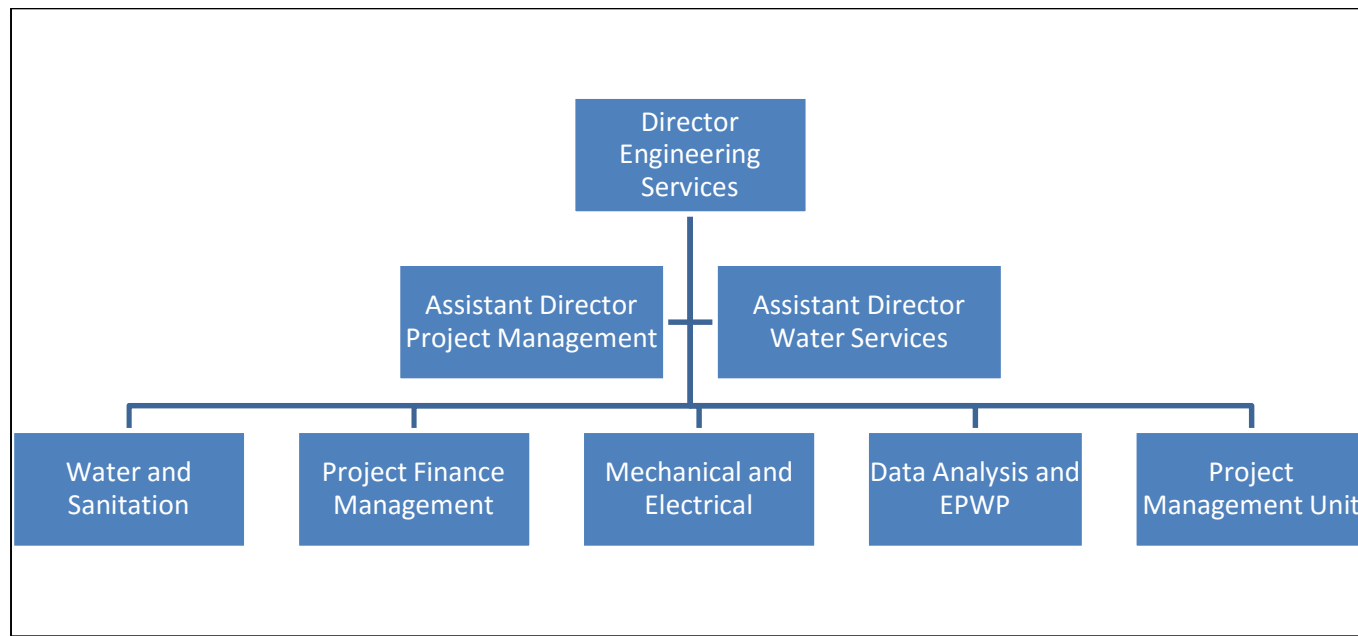 Director
Engineering
Services
Assistant Director
Project Management
Assistant Director
Water Services
Water and
Sanitation
Project Finance
Management
Mechanical and
Electrical
Data Analysis and
EPWP
Project
Management Unit